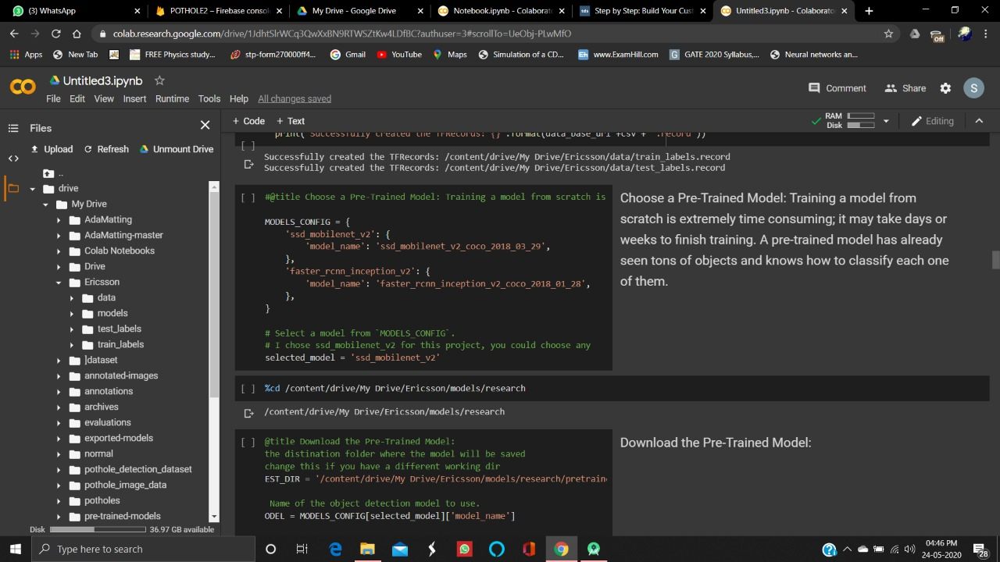 (3) WhatsApp
POTHOLE2 – Firebase consol
My Drive - Google Drive
Notebook.ipynb - Colaborato
Step by Step: Build Your Cus
Untitled3.ipynb - Colaborato
colab.research.google.com/drive/1JdhtSlrWCq3QwXxBN9RTWSZtKw4LDfBC?authuser=3#scrollTo=UeObj-PLwMfO
Off
Apps
New Tab
FREE Physics study...
stp-form270000ff4...
Gmail
YouTube
Maps
Simulation of a CD...
www.ExamHill.com
GATE 2020 Syllabus,...
Neural networks an...
Untitled3.ipynb
File Edit View Insert Runtime Tools Help All changes saved
Comment
Share
S
Files
+ Code + Text
RAM
Disk
Editing
Upload Refresh Unmount Drive
..
drive
My Drive
AdaMatting
AdaMatting-master
Colab Notebooks
Drive
Ericsson
data
models
test_labels
train_labels
]dataset
annotated-images
annotations
archives
evaluations
exported-models
normal
pothole_detection_dataset
pothole_image_data
potholes
pre-trained-models
Disk 36.97 GB available
print('Successfully created the TFRecords: {}'.format(data_base_url +csv + '.record'))
[ ]
Successfully created the TFRecords: /content/drive/My Drive/Ericsson/data/train_labels.record
Successfully created the TFRecords: /content/drive/My Drive/Ericsson/data/test_labels.record
[ ] #@title Choose a Pre-Trained Model: Training a model from scratch is
MODELS_CONFIG = {
'ssd_mobilenet_v2': {
'model_name': 'ssd_mobilenet_v2_coco_2018_03_29',
},
'faster_rcnn_inception_v2': {
'model_name': 'faster_rcnn_inception_v2_coco_2018_01_28',
},
}
# Select a model from `MODELS_CONFIG`.
# I chose ssd_mobilenet_v2 for this project, you could choose any
selected_model = 'ssd_mobilenet_v2'
Choose a Pre-Trained Model: Training a model from
scratch is extremely time consuming; it may take days or
weeks to finish training. A pre-trained model has already
seen tons of objects and knows how to classify each one
of them.
[ ] %cd /content/drive/My Drive/Ericsson/models/research
/content/drive/My Drive/Ericsson/models/research
[ ] @title Download the Pre-Trained Model:
the distination folder where the model will be saved
change this if you have a different working dir
EST_DIR = '/content/drive/My Drive/Ericsson/models/research/pretrain
Name of the object detection model to use.
ODEL = MODELS_CONFIG[selected_model]['model_name']
Download the Pre-Trained Model:
Type here to search
04:46 PM
24-05-2020
28